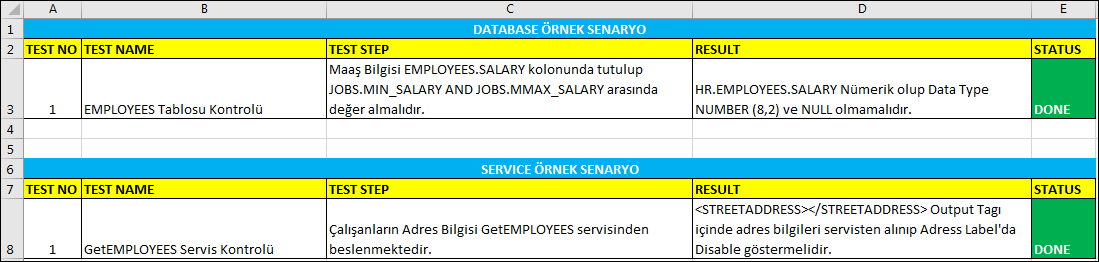 A B C D E
1 DATABASE ÖRNEK SENARYO
2 TEST NO TEST NAME TEST STEP RESULT STATUS
Maaş Bilgisi EMPLOYEES.SALARY kolonunda tutulup
JOBS.MIN_SALARY AND JOBS.MMAX_SALARY arasında
değer almalıdır.
HR.EMPLOYEES.SALARY Nümerik olup Data Type
NUMBER (8,2) ve NULL olmamalıdır.
3 1 EMPLOYEES Tablosu Kontrolü DONE
4
5
6 SERVICE ÖRNEK SENARYO
7 TEST NO TEST NAME TEST STEP RESULT STATUS
Çalışanların Adres Bilgisi GetEMPLOYEES servisinden
beslenmektedir.
<STREETADDRESS></STREETADDRESS> Output Tagı
içinde adres bilgileri servisten alınıp Adress Label'da
Disable göstermelidir.
8 1 GetEMPLOYEES Servis Kontrolü DONE